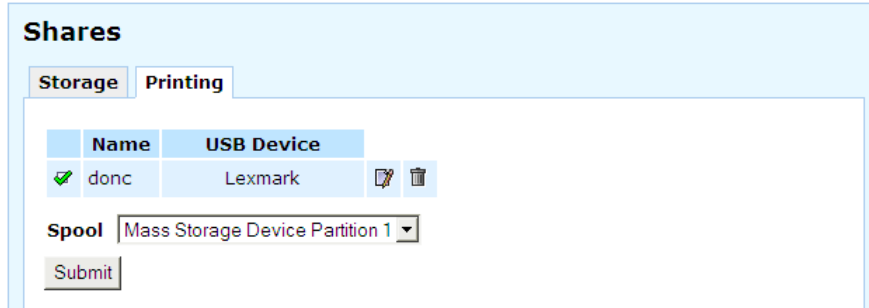 Shares
Storage Printing
Name USB Device
donc Lexmark
Spool Mass Storage Device Partition 1
Submit